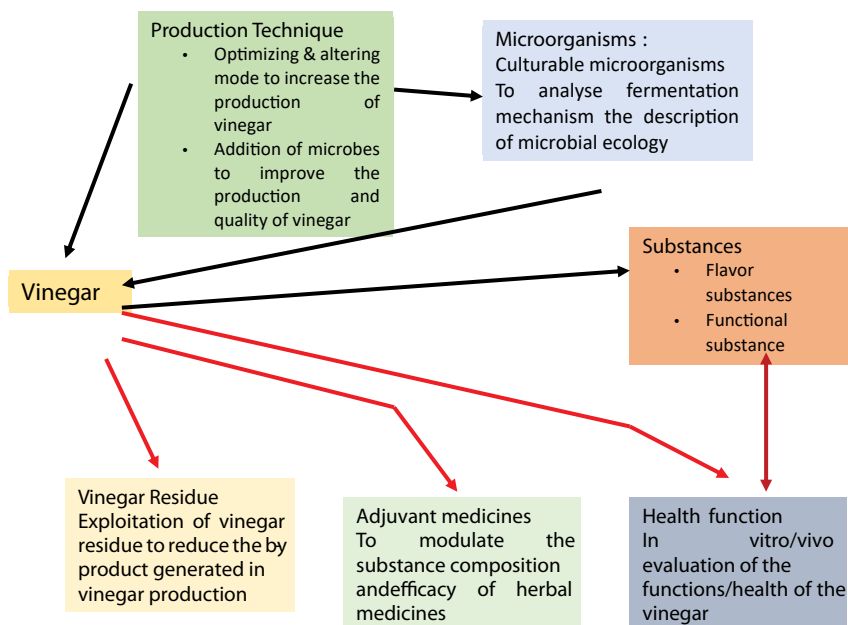 Production Technique
• Optimizing & altering
mode to increase the
production of
vinegar
• Addition of microbes
to improve the
production and
quality of vinegar
Microorganisms :
Culturable microorganisms
To analyse fermentation
mechanism the description
of microbial ecology
Vinegar
Substances
• Flavor
substances
• Functional
substance
Vinegar Residue
Exploitation of vinegar
residue to reduce the by-
product generated in
vinegar production
Adjuvant medicines
To modulate the
substance composition
andefficacy of herbal
medicines
Health function
In vitro/vivo
evaluation of the
functions/health of the
vinegar